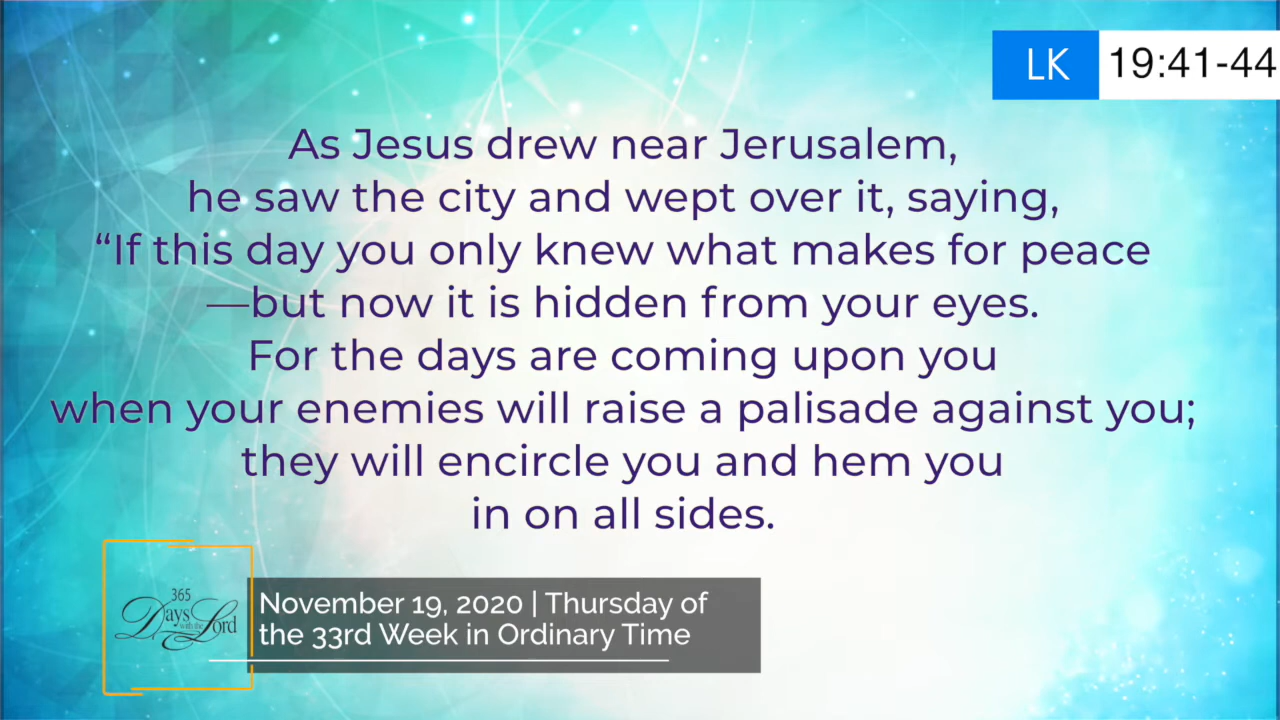 LK 19:41-44
As Jesus drew near Jerusalem,
he saw the city and wept over it, saying,
“If this day you only knew what makes for peace
—but now it is hidden from your eyes.
For the days are coming upon you
when your enemies will raise a palisade against you;
they will encircle you and hem you
in on all sides.
365
Days with the Lord
November 19, 2020 | Thursday of
the 33rd Week in Ordinary Time